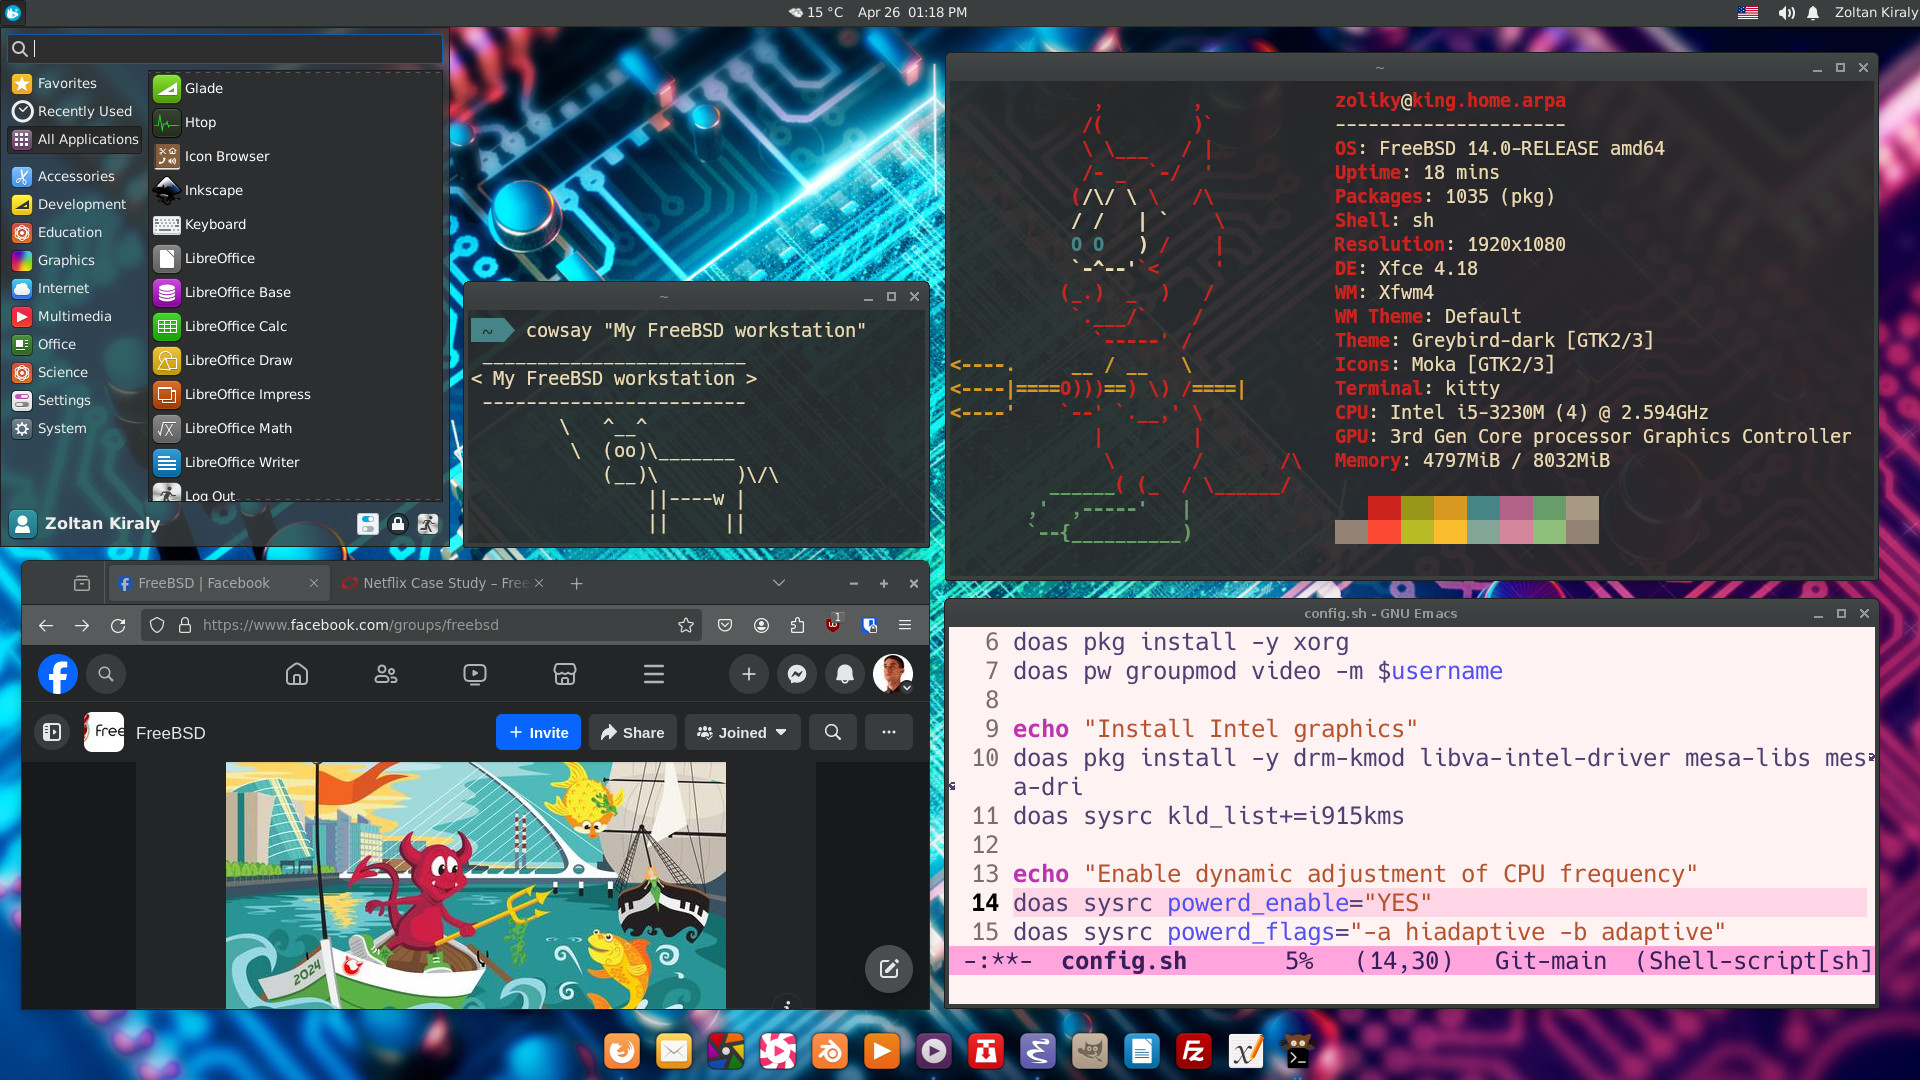 15 °C Apr 26 01:18 PM
Zoltan Kiraly
Favorites
Recently Used
All Applications
Accessories
Development
Education
Graphics
Internet
Multimedia
Office
Science
Settings
System
Glade
Htop
Icon Browser
Inkscape
Keyboard
LibreOffice
LibreOffice Base
LibreOffice Calc
LibreOffice Draw
LibreOffice Impress
LibreOffice Math
LibreOffice Writer
Log Out
Zoltan Kiraly
~
~ cowsay "My FreeBSD workstation"
________________________
< My FreeBSD workstation >
------------------------
\   ^__^
\  (oo)\_______
(__)\       )\/\
||----w |
||     ||
~
zoliky@king.home.arpa
---------------------
OS: FreeBSD 14.0-RELEASE amd64
Uptime: 18 mins
Packages: 1035 (pkg)
Shell: sh
Resolution: 1920x1080
DE: Xfce 4.18
WM: Xfwm4
WM Theme: Default
Theme: Greybird-dark [GTK2/3]
Icons: Moka [GTK2/3]
Terminal: kitty
CPU: Intel i5-3230M (4) @ 2.594GHz
GPU: 3rd Gen Core processor Graphics Controller
Memory: 4797MiB / 8032MiB
FreeBSD | Facebook
Netflix Case Study – Free
https://www.facebook.com/groups/freebsd
1
Free
FreeBSD
+ Invite
Share
Joined
2024
config.sh - GNU Emacs
6 doas pkg install -y xorg
7 doas pw groupmod video -m $username
8
9 echo "Install Intel graphics"
10 doas pkg install -y drm-kmod libva-intel-driver mesa-libs mes
a-dri
11 doas sysrc kld_list+=i915kms
12
13 echo "Enable dynamic adjustment of CPU frequency"
14 doas sysrc powerd_enable="YES"
15 doas sysrc powerd_flags="-a hiadaptive -b adaptive"
-:**-  config.sh       5%   (14,30)   Git-main  (Shell-script[sh]
Fz